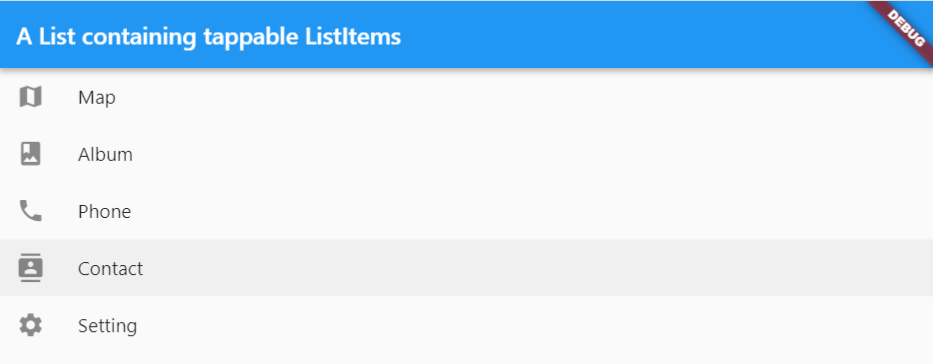 A List containing tappable ListItems
DEBUG
Map
Album
Phone
Contact
Setting